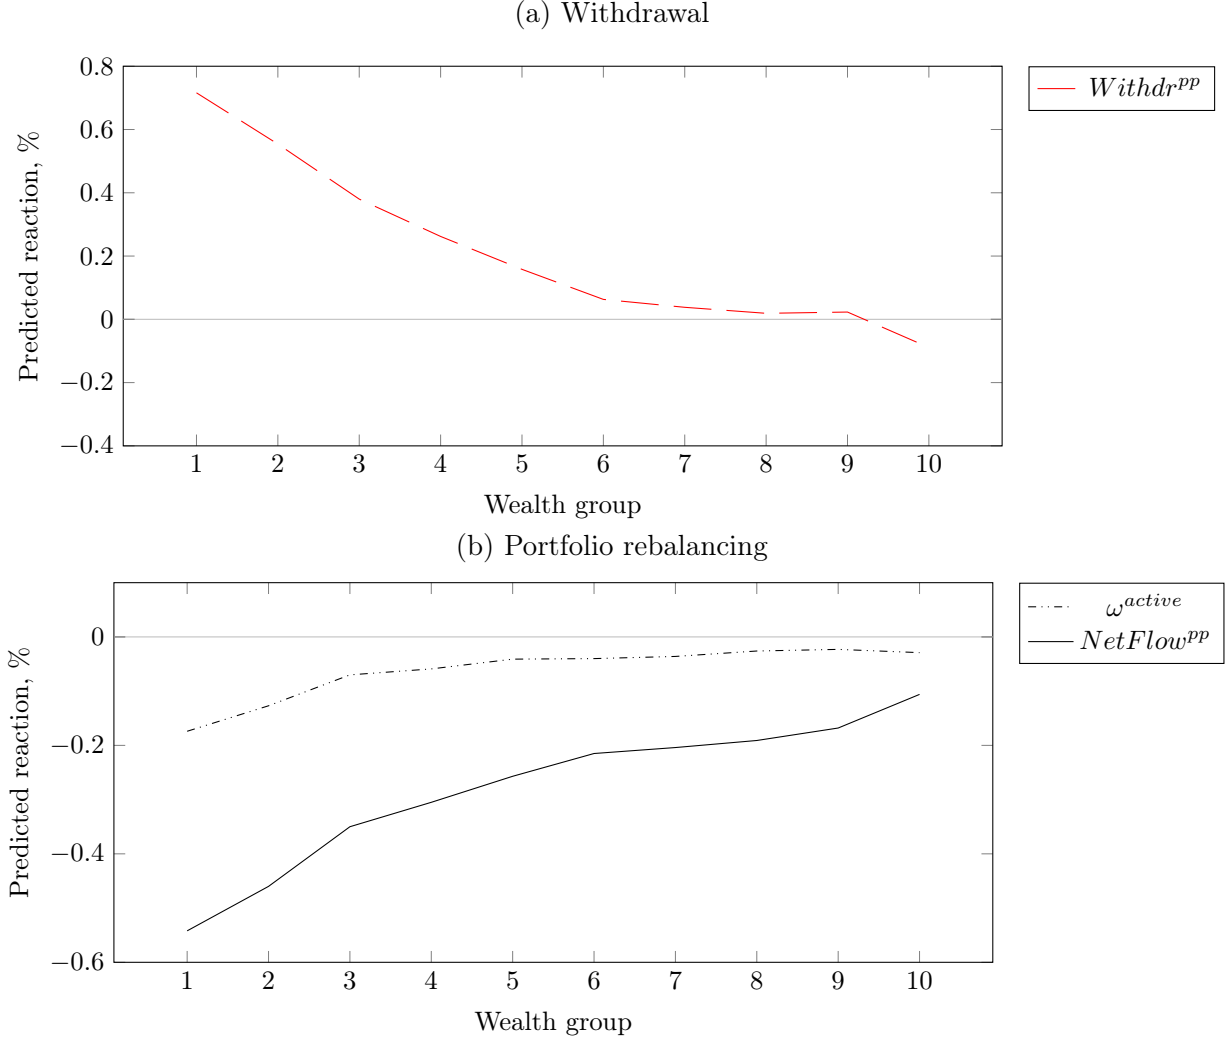 (a) Withdrawal
Predicted reaction, %
0.8
0.6
0.4
0.2
0
−0.2
−0.4
1 2 3 4 5 6 7 8 9 10
Wealth group
Withdr^{pp}
(b) Portfolio rebalancing
Predicted reaction, %
0
−0.2
−0.4
−0.6
1 2 3 4 5 6 7 8 9 10
Wealth group
ω^{active}
NetFlow^{pp}